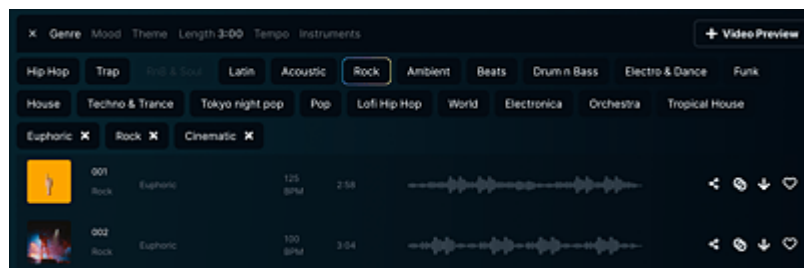 × Genre Mood Theme Length 3:00 Tempo Instruments + Video Preview
Hip Hop Trap RnB & Soul Latin Acoustic Rock Ambient Beats Drum n Bass Electro & Dance Funk
House Techno & Trance Tokyo night pop Pop Lofi Hip Hop World Electronica Orchestra Tropical House
Euphoric × Rock × Cinematic ×
001
Rock Euphoric 125 BPM 2:58
002
Rock Euphoric 100 BPM 3:04